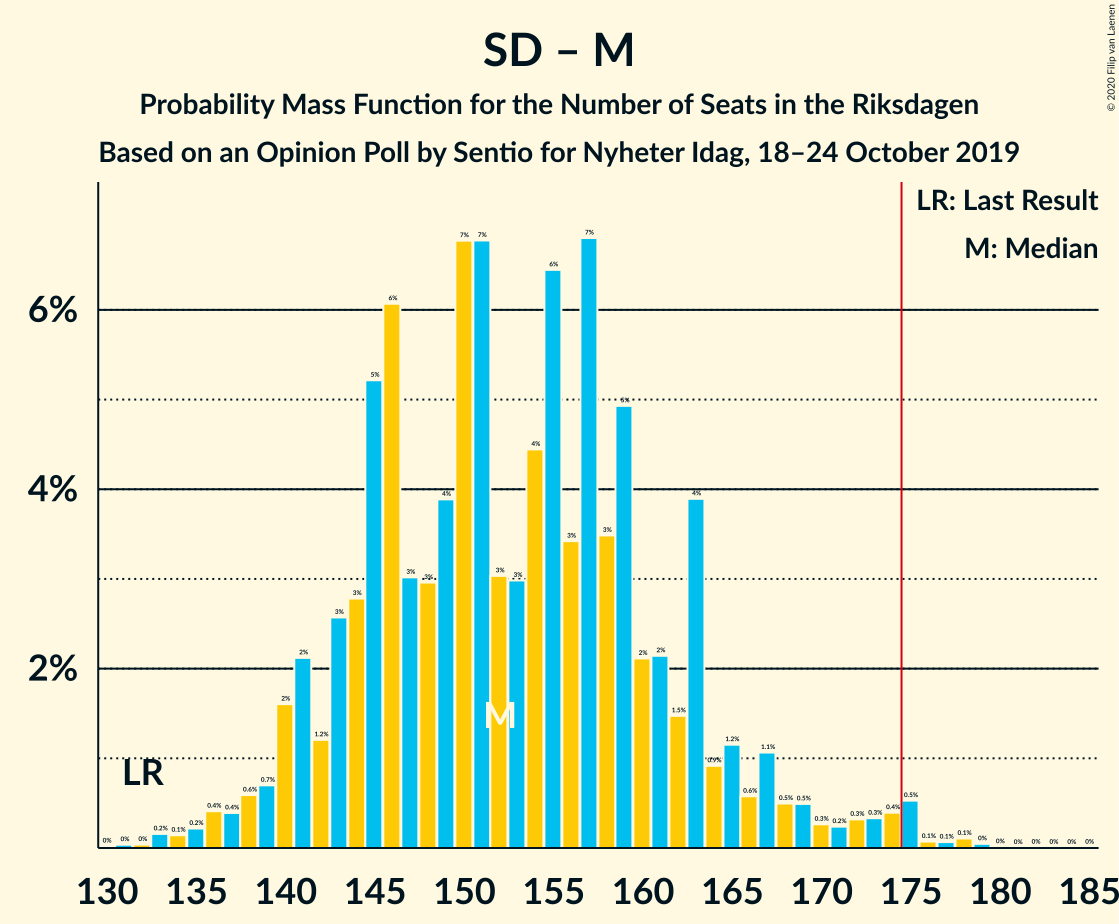 SD – M
Probability Mass Function for the Number of Seats in the Riksdagen
Based on an Opinion Poll by Sentio for Nyheter Idag, 18–24 October 2019
© 2020 Filip van Laenen
LR: Last Result
M: Median
6%
4%
2%
0% 0% 0% 0.2% 0.1% 0.2% 0.4% 0.4% 0.6% 0.7% 2% 2% 1.2% 3% 3% 5% 6% 3% 3% 4% 7% 7% 3% 3% 4% 6% 3% 7% 3% 5% 2% 2% 1.5% 4% 0.9% 1.2% 0.6% 1.1% 0.5% 0.5% 0.3% 0.2% 0.3% 0.3% 0.4% 0.5% 0.1% 0.1% 0.1% 0% 0% 0% 0% 0% 0% 0%
M
LR
130 135 140 145 150 155 160 165 170 175 180 185